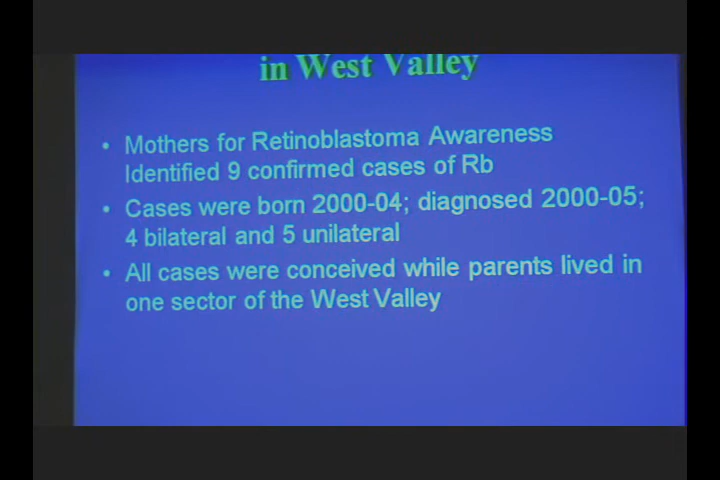 in West Valley
• Mothers for Retinoblastoma Awareness
Identified 9 confirmed cases of Rb
• Cases were born 2000-04; diagnosed 2000-05;
4 bilateral and 5 unilateral
• All cases were conceived while parents lived in
one sector of the West Valley